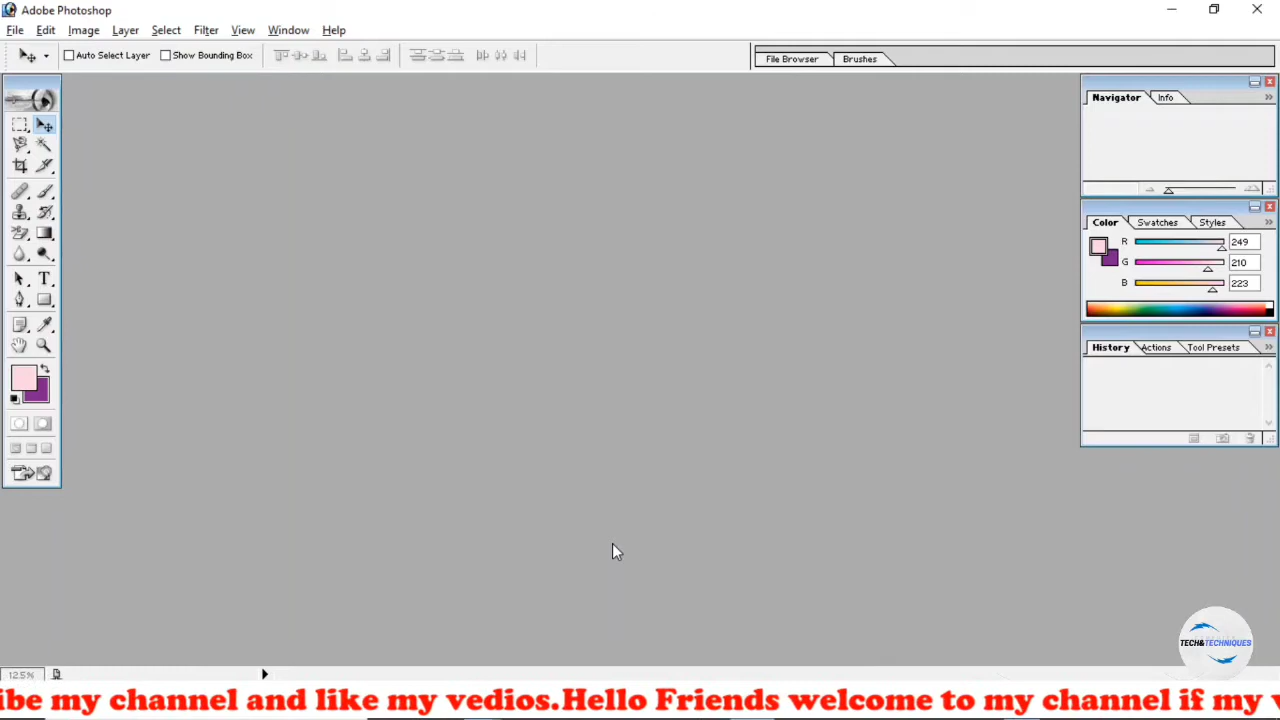 Adobe Photoshop
File Edit Image Layer Select Filter View Window Help
Auto Select Layer Show Bounding Box File Browser Brushes
Navigator Info
Color Swatches Styles
R 249
G 210
B 223
History Actions Tool Presets
T
TECH&TECHNIQUES
12.5%
ibe my channel and like my vedios.Hello Friends welcome to my channel if my v